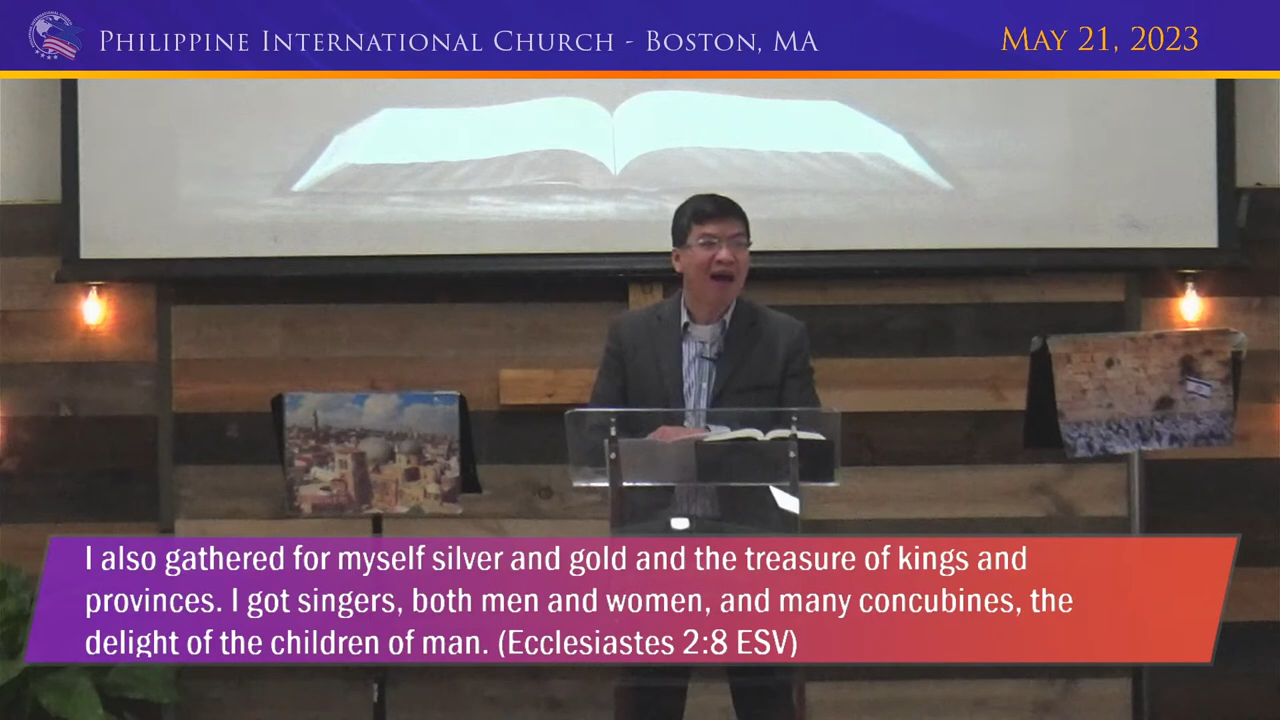 PHILIPPINE INTERNATIONAL CHURCH - BOSTON, MA
MAY 21, 2023
I also gathered for myself silver and gold and the treasure of kings and
provinces. I got singers, both men and women, and many concubines, the
delight of the children of man. (Ecclesiastes 2:8 ESV)